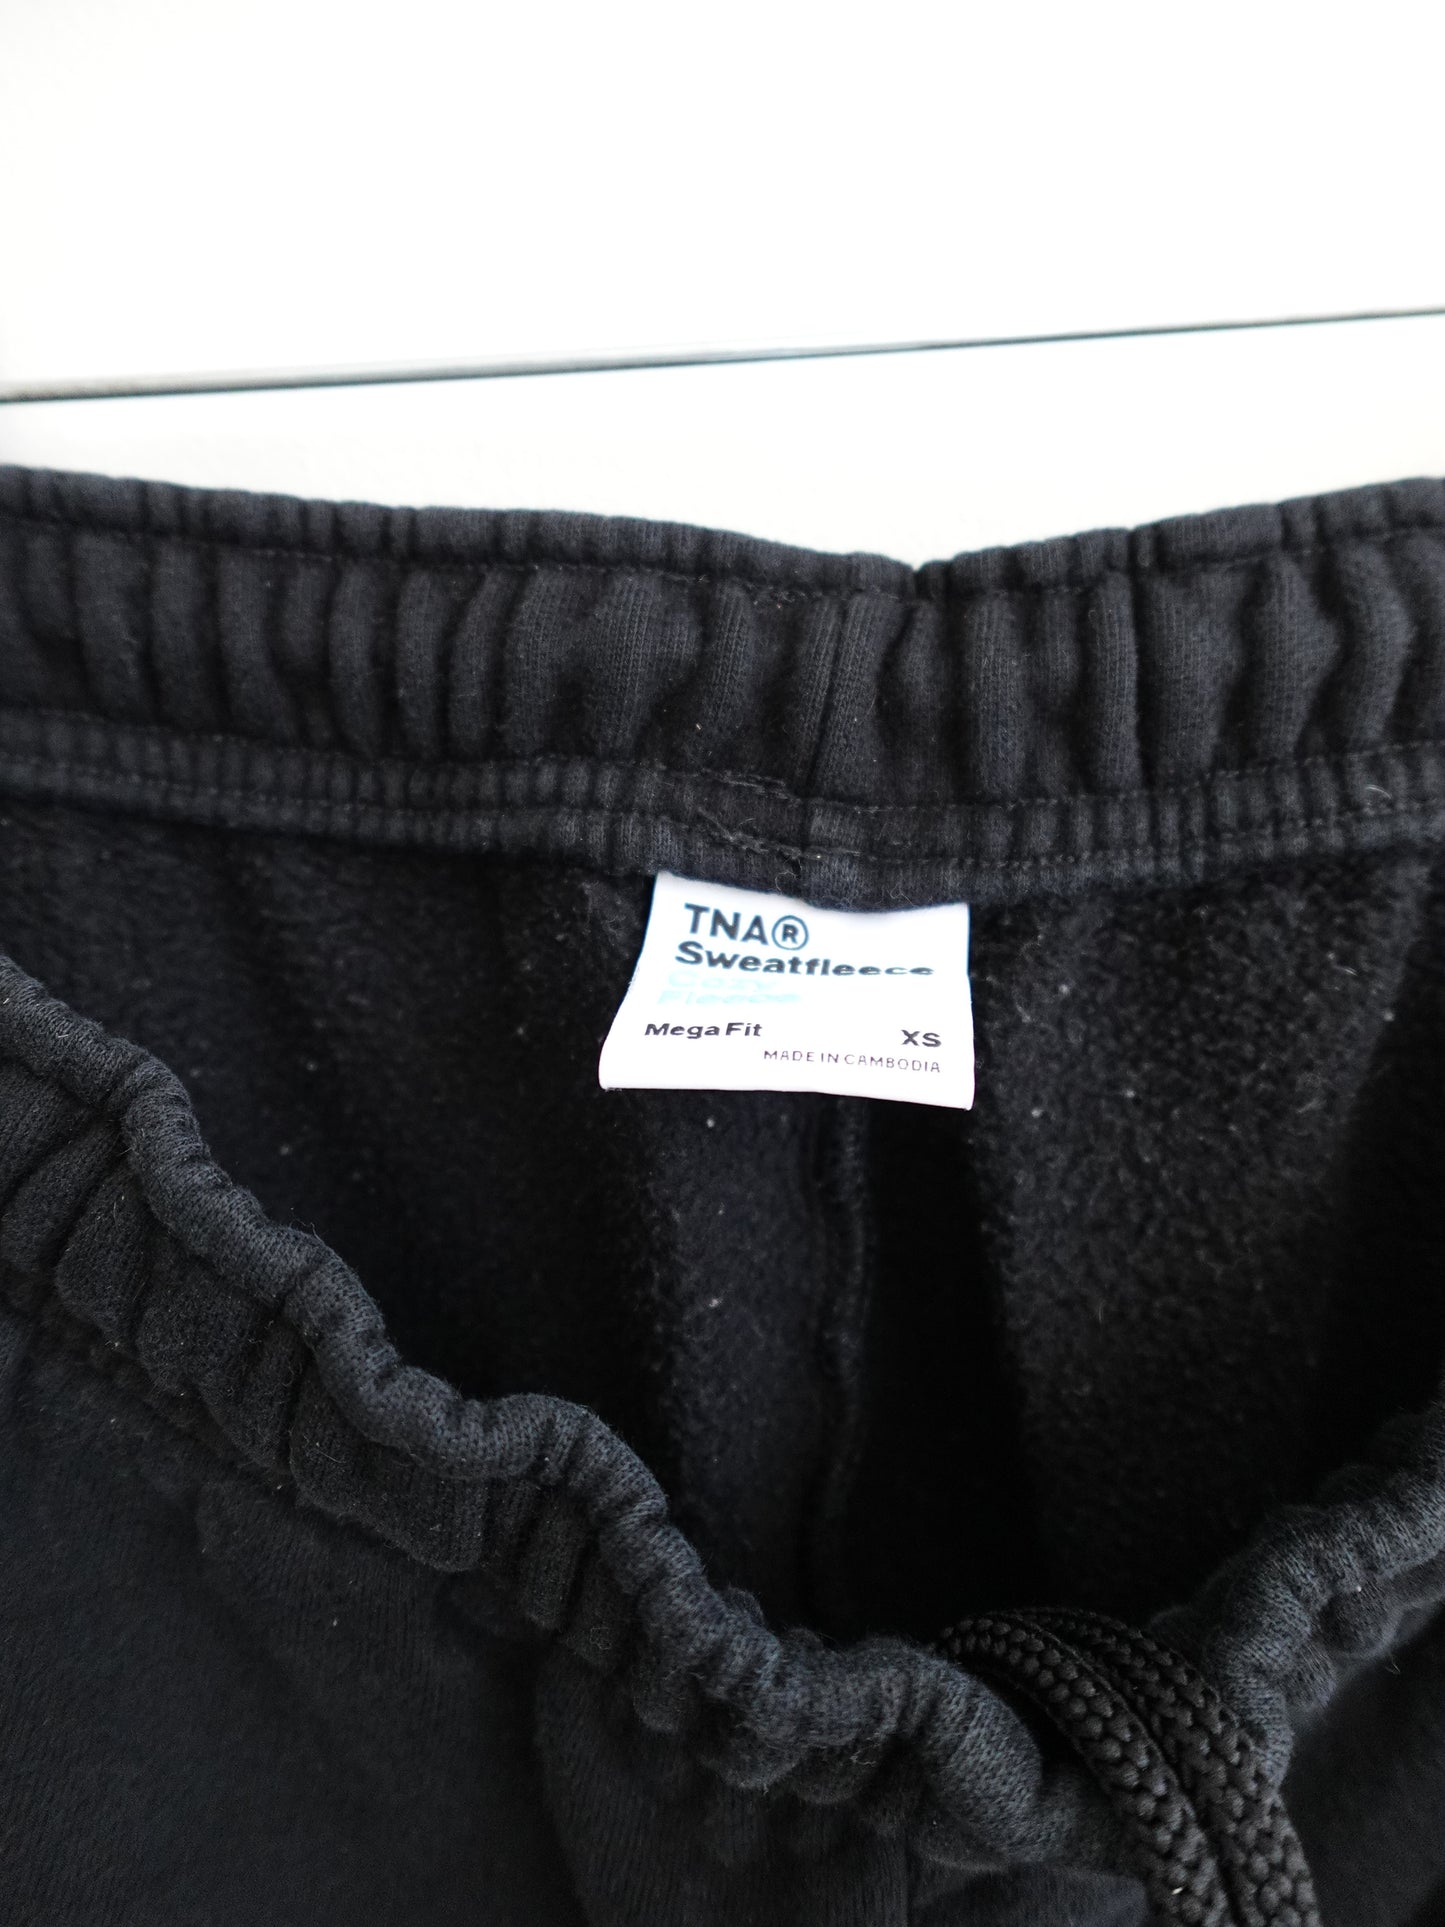 TNA®
Sweatfleece
Cozy
Fleece
Mega Fit XS
MADE IN CAMBODIA